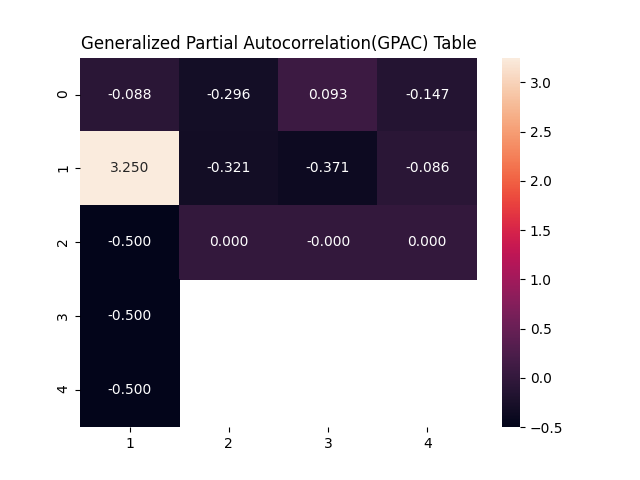 Generalized Partial Autocorrelation(GPAC) Table
0 -0.088 -0.296 0.093 -0.147
1 3.250 -0.321 -0.371 -0.086
2 -0.500 0.000 -0.000 0.000
3 -0.500
4 -0.500
1 2 3 4
3.0
2.5
2.0
1.5
1.0
0.5
0.0
−0.5